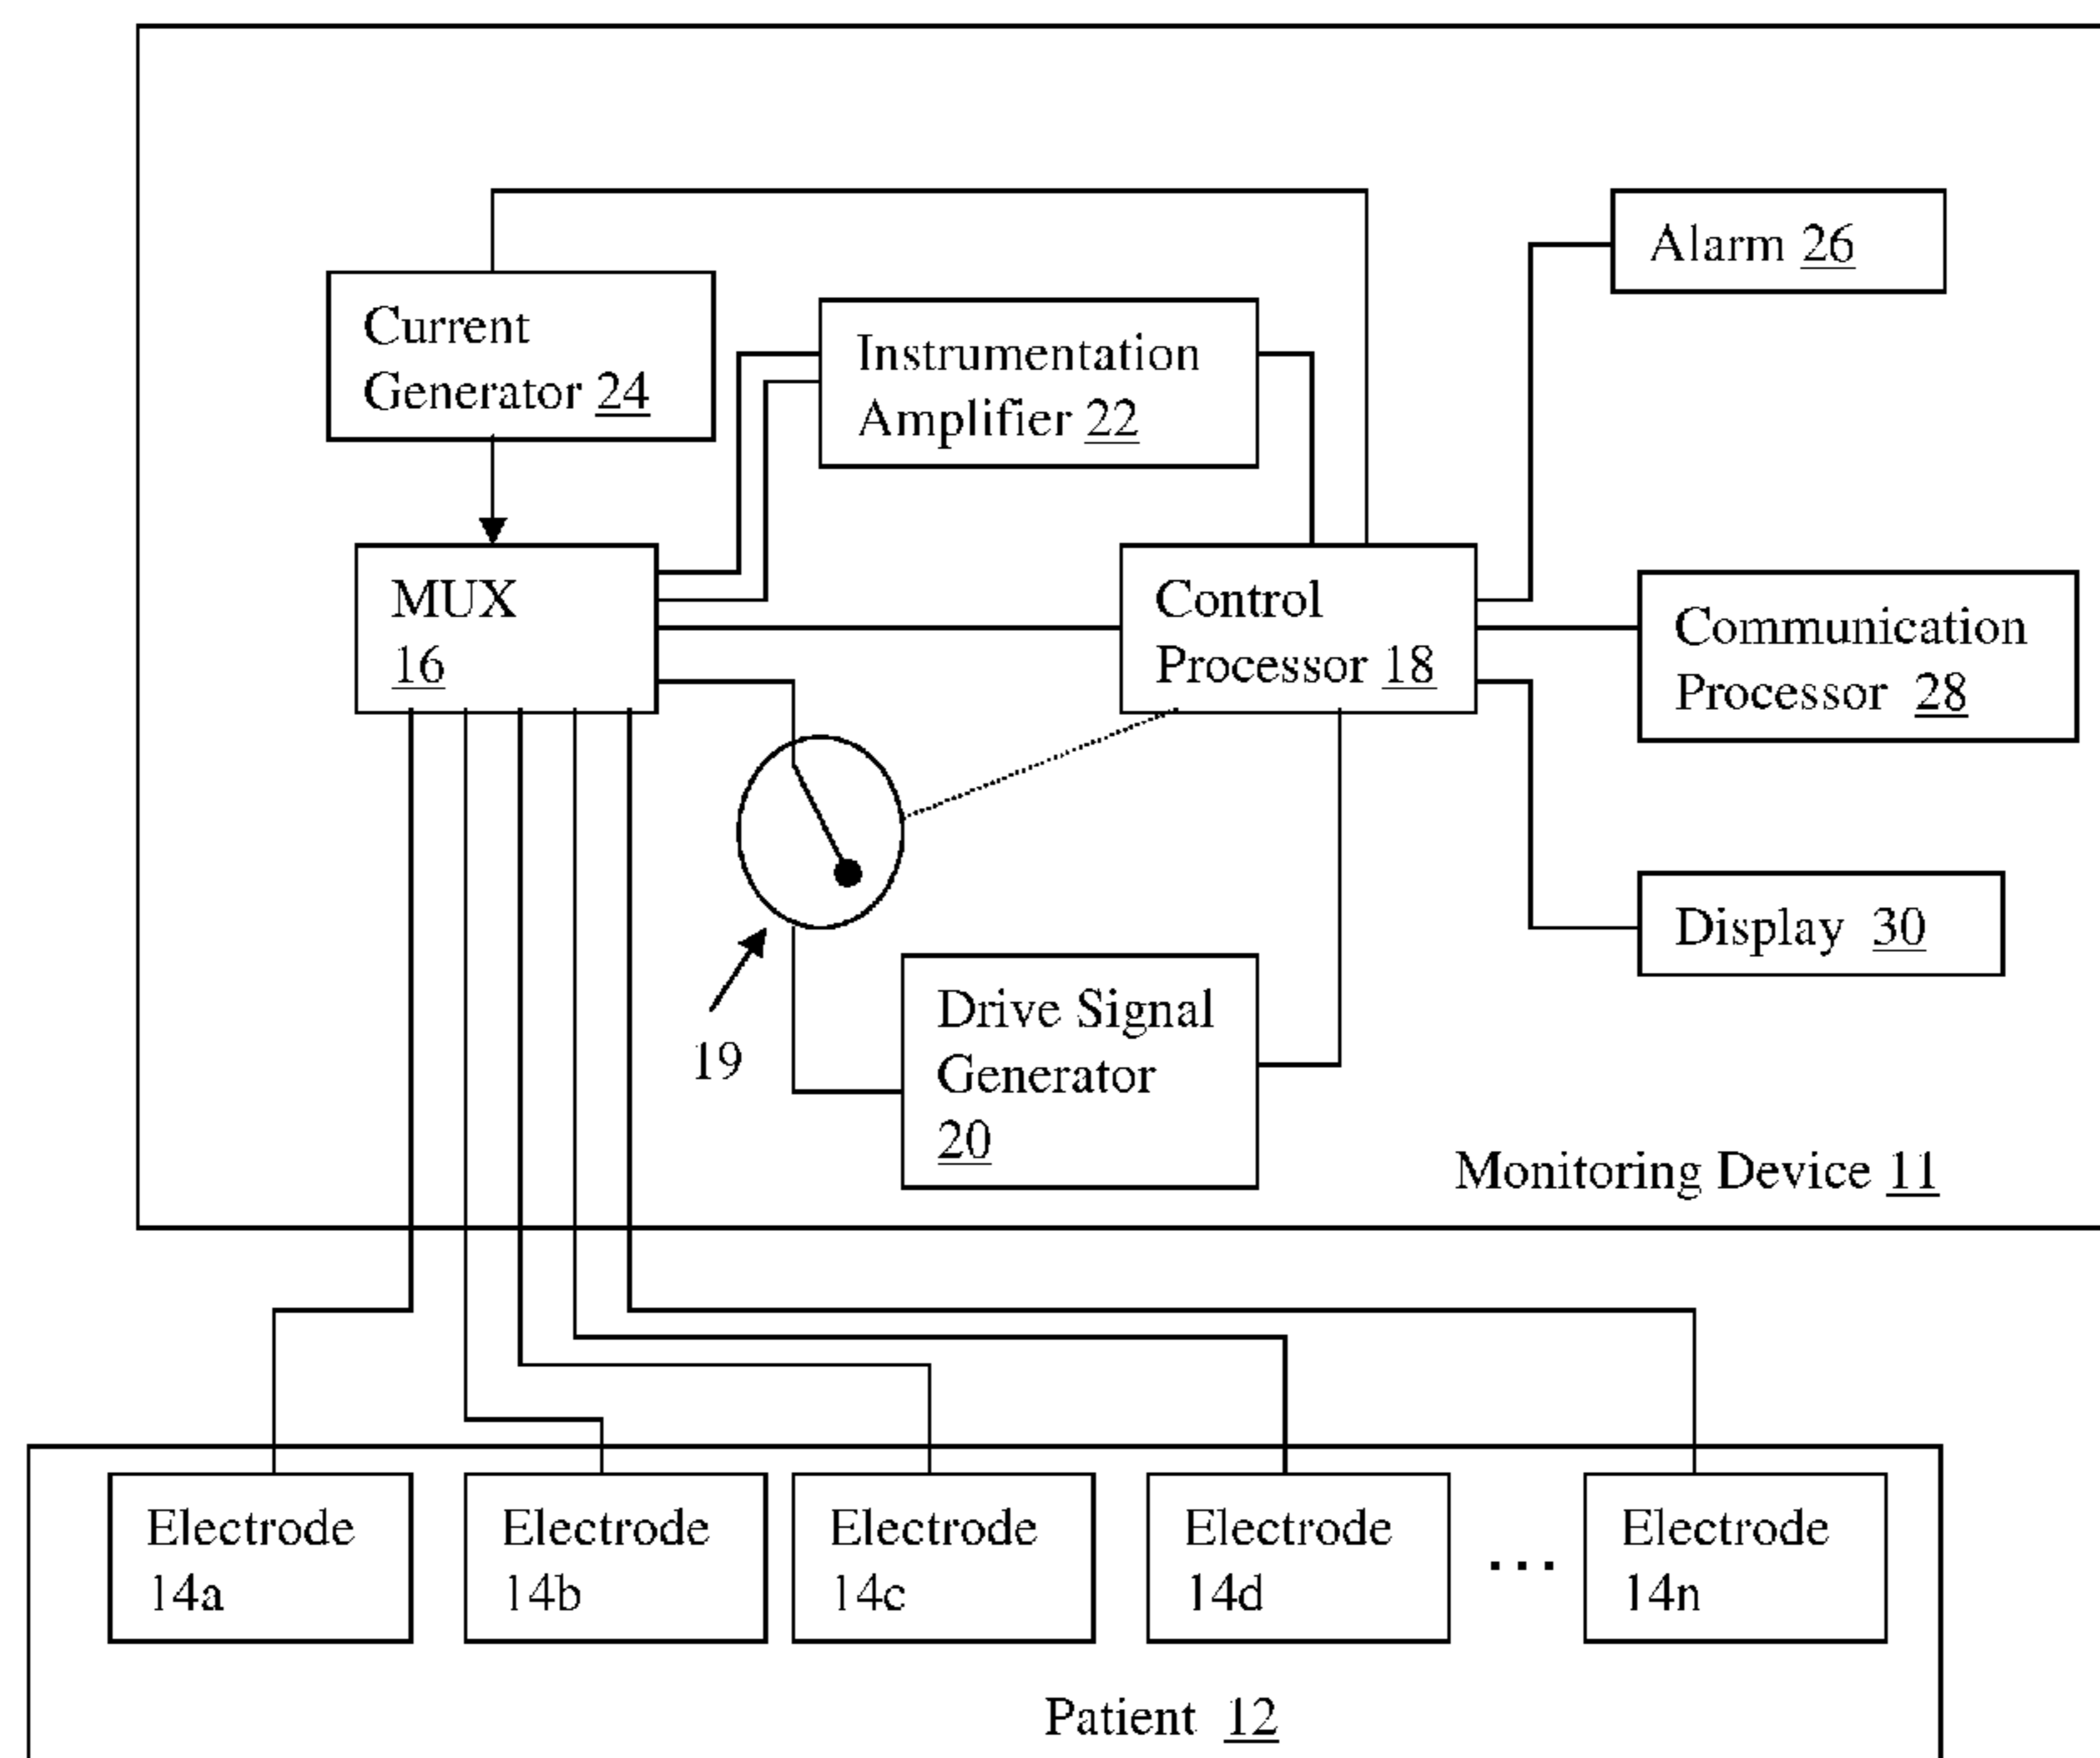 Alarm 26
Current
Generator 24
Instrumentation
Amplifier 22
MUX
16
Control
Processor 18
Communication
Processor 28
Display 30
19
Drive Signal
Generator
20
Monitoring Device 11
Electrode
14a
Electrode
14b
Electrode
14c
Electrode
14d
...
Electrode
14n
Patient 12